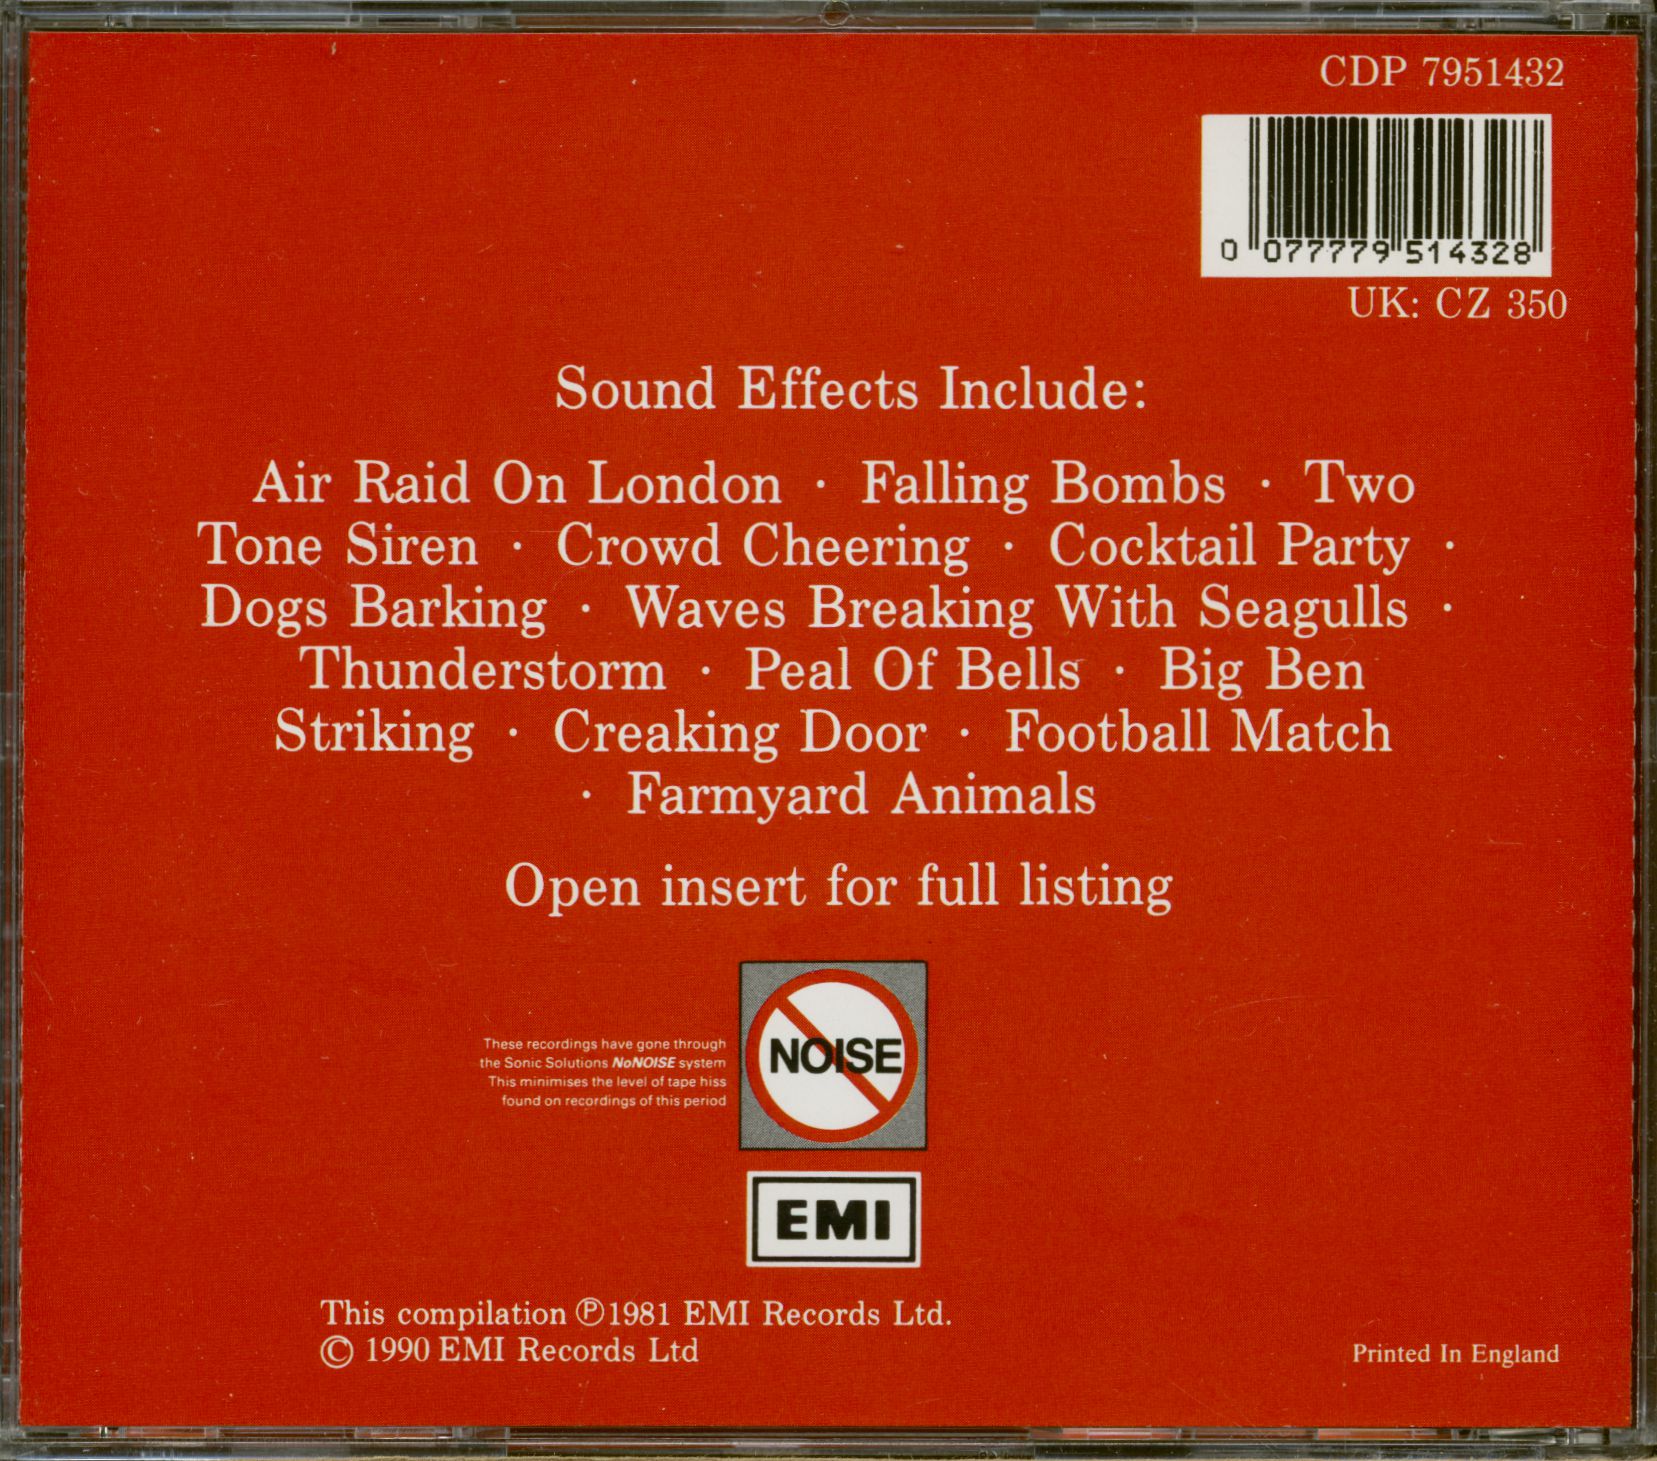 CDP 7951432
0 077779 514328
UK: CZ 350
Sound Effects Include:
Air Raid On London · Falling Bombs · Two
Tone Siren · Crowd Cheering · Cocktail Party ·
Dogs Barking · Waves Breaking With Seagulls ·
Thunderstorm · Peal Of Bells · Big Ben
Striking · Creaking Door · Football Match
· Farmyard Animals
Open insert for full listing
These recordings have gone through
the Sonic Solutions NoNOISE system
This minimises the level of tape hiss
found on recordings of this period
NOISE
EMI
This compilation ℗1981 EMI Records Ltd.
© 1990 EMI Records Ltd
Printed In England